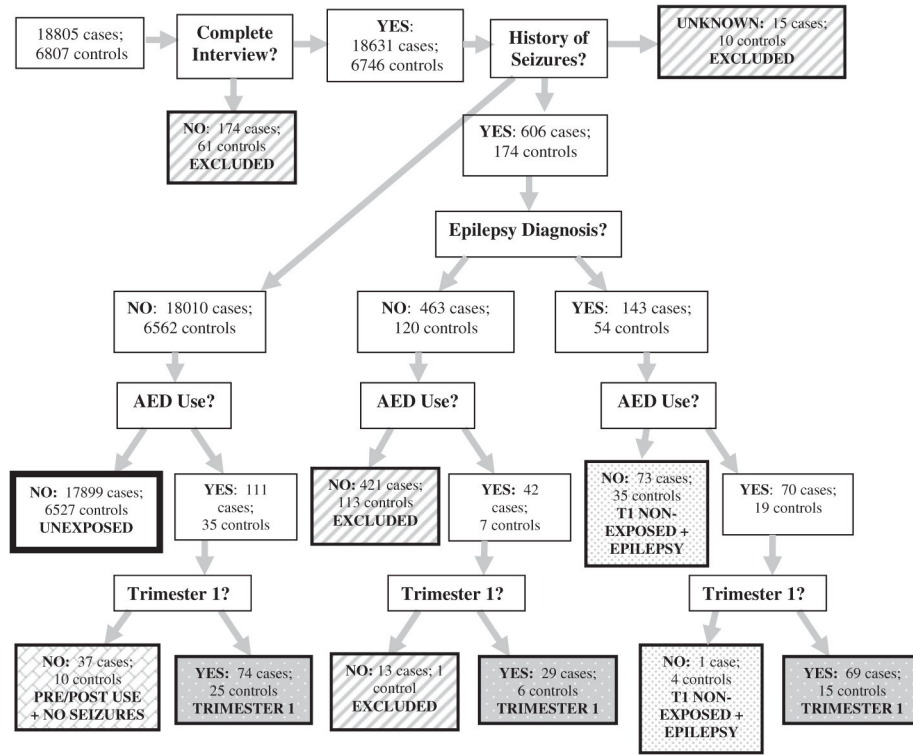 18805 cases;
6807 controls
Complete
Interview?
YES:
18631 cases;
6746 controls
History of
Seizures?
UNKNOWN: 15 cases;
10 controls
EXCLUDED
NO: 174 cases;
61 controls
EXCLUDED
YES: 606 cases;
174 controls
Epilepsy Diagnosis?
NO: 18010 cases;
6562 controls
NO: 463 cases;
120 controls
YES: 143 cases;
54 controls
AED Use?
AED Use?
AED Use?
NO: 17899 cases;
6527 controls
UNEXPOSED
YES: 111
cases;
35 controls
NO: 421 cases;
113 controls
EXCLUDED
YES: 42
cases;
7 controls
NO: 73 cases;
35 controls
T1 NON-
EXPOSED +
EPILEPSY
YES: 70 cases;
19 controls
Trimester 1?
Trimester 1?
Trimester 1?
NO: 37 cases;
10 controls
PRE/POST USE
+ NO SEIZURES
YES: 74 cases;
25 controls
TRIMESTER 1
NO: 13 cases; 1
control
EXCLUDED
YES: 29 cases;
6 controls
TRIMESTER 1
NO: 1 case;
4 controls
T1 NON-
EXPOSED +
EPILEPSY
YES: 69 cases;
15 controls
TRIMESTER 1